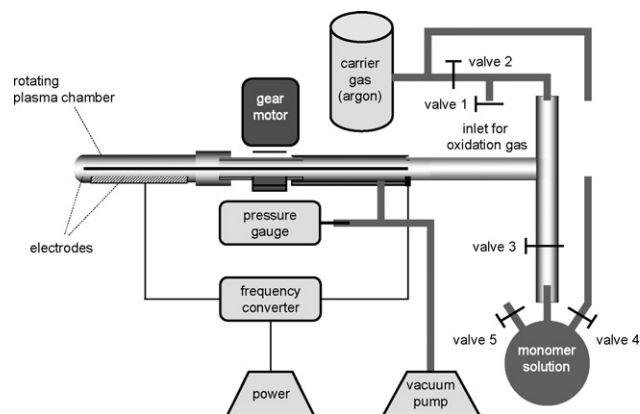 rotating
plasma chamber
gear
motor
carrier
gas
(argon)
valve 2
valve 1
inlet for
oxidation gas
electrodes
pressure
gauge
valve 3
frequency
converter
valve 5
valve 4
monomer
solution
power
vacuum
pump